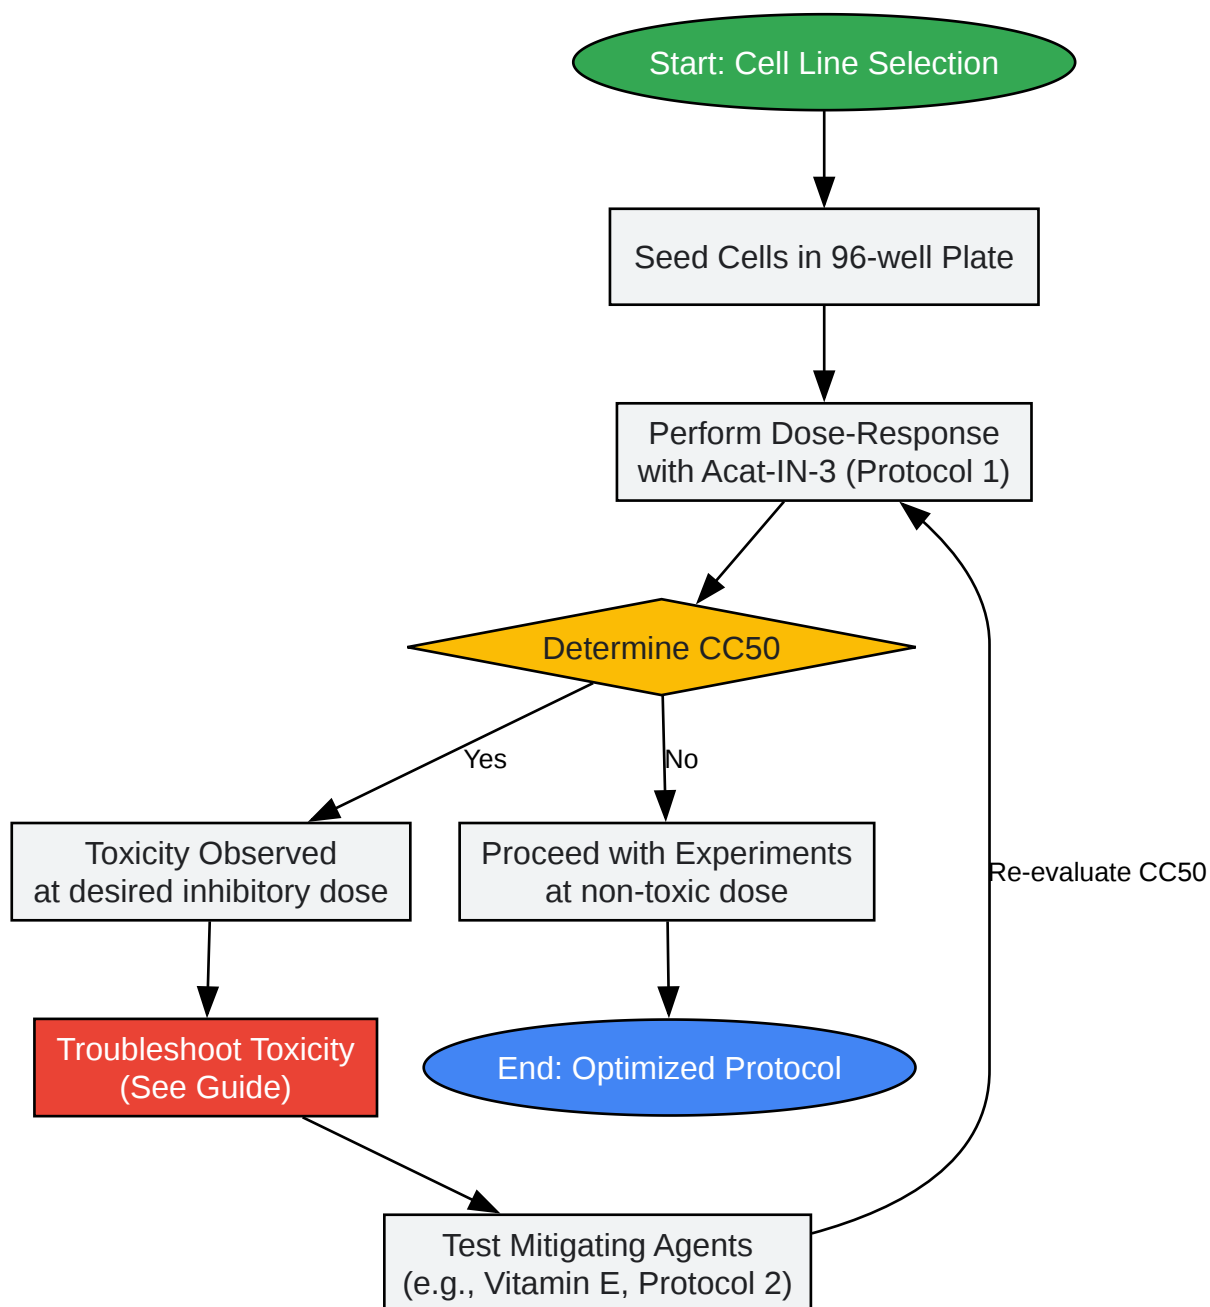 Start: Cell Line Selection
Seed Cells in 96-well Plate
Perform Dose-Response
with Acat-IN-3 (Protocol 1)
Determine CC50
Yes
No
Toxicity Observed
at desired inhibitory dose
Proceed with Experiments
at non-toxic dose
Re-evaluate CC50
Troubleshoot Toxicity
(See Guide)
End: Optimized Protocol
Test Mitigating Agents
(e.g., Vitamin E, Protocol 2)